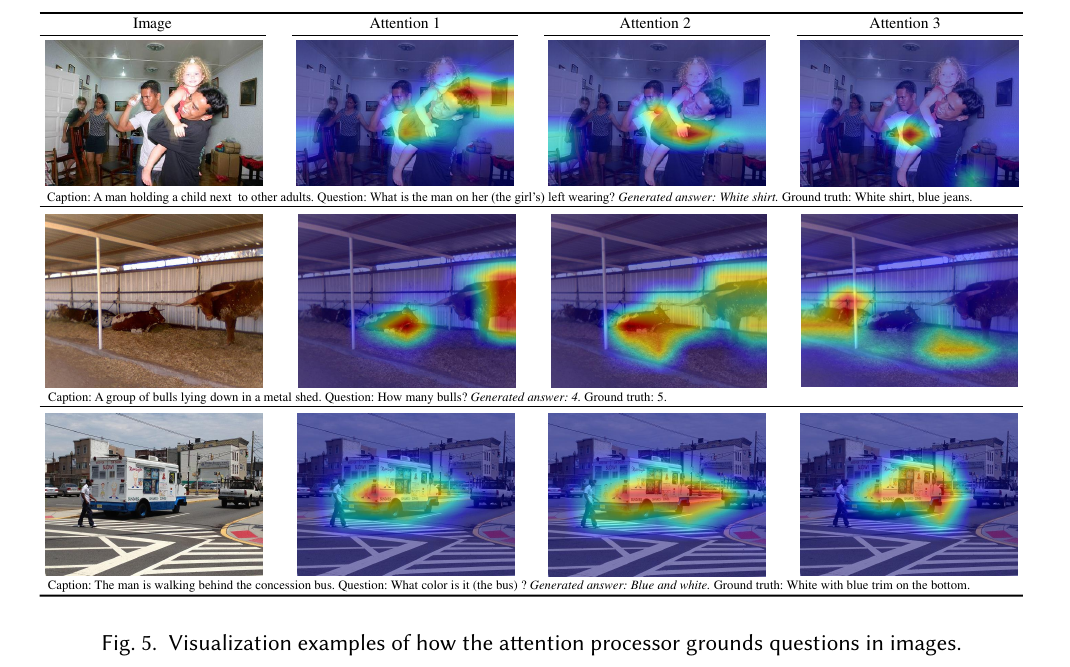 Image Attention 1 Attention 2 Attention 3
Caption: A man holding a child next to other adults. Question: What is the man on her (the girl's) left wearing? Generated answer: White shirt. Ground truth: White shirt, blue jeans.
Caption: A group of bulls lying down in a metal shed. Question: How many bulls? Generated answer: 4. Ground truth: 5.
Caption: The man is walking behind the concession bus. Question: What color is it (the bus) ? Generated answer: Blue and white. Ground truth: White with blue trim on the bottom.
Fig. 5. Visualization examples of how the attention processor grounds questions in images.